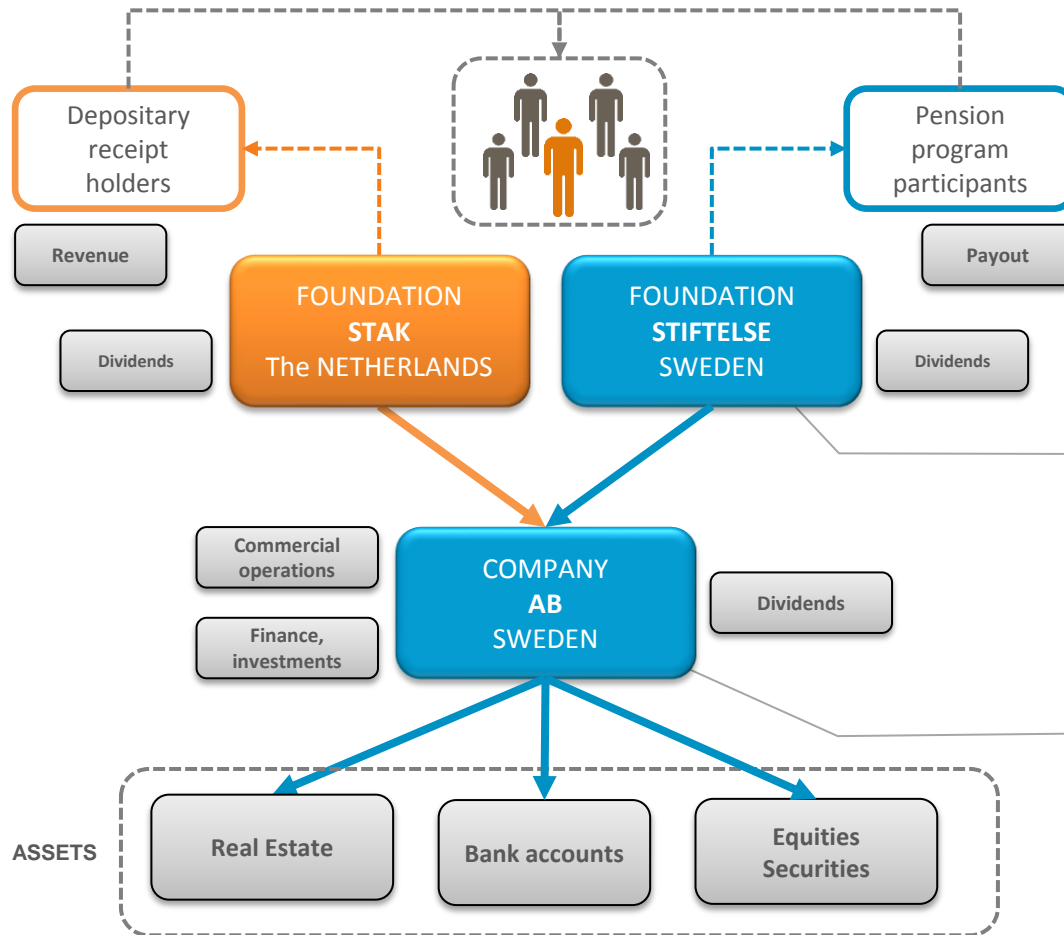 Depositary
receipt
holders
Pension
program
participants
Revenue
Payout
FOUNDATION
STAK
The NETHERLANDS
FOUNDATION
STIFTELSE
SWEDEN
Dividends
Dividends
Commercial
operations
Finance,
investments
COMPANY
AB
SWEDEN
Dividends
ASSETS
Real Estate
Bank accounts
Equities
Securities